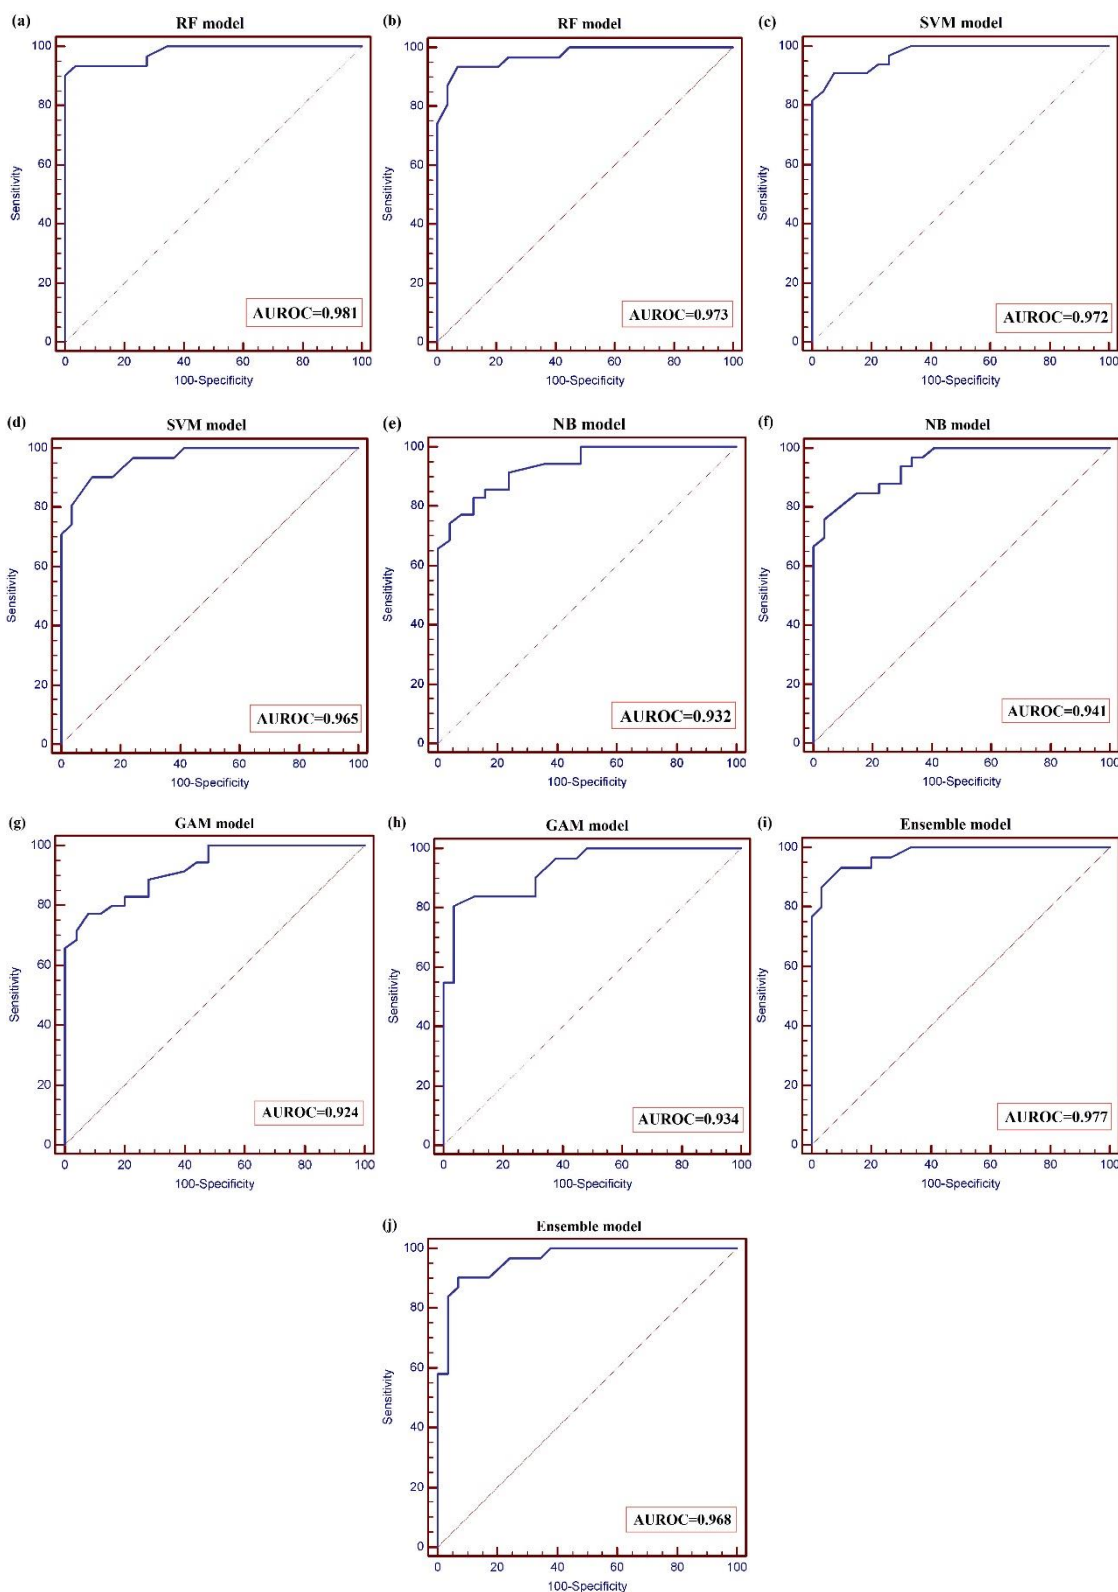 (a)
RF model
100
80
60
40
20
0
Sensitivity
AUROC=0.981
0 20 40 60 80 100
100-Specificity
(b)
RF model
100
80
60
40
20
0
Sensitivity
AUROC=0.973
0 20 40 60 80 100
100-Specificity
(c)
SVM model
100
80
60
40
20
0
Sensitivity
AUROC=0.972
0 20 40 60 80 100
100-Specificity
(d)
SVM model
100
80
60
40
20
0
Sensitivity
AUROC=0.965
0 20 40 60 80 100
100-Specificity
(e)
NB model
100
80
60
40
20
0
Sensitivity
AUROC=0.932
0 20 40 60 80 100
100-Specificity
(f)
NB model
100
80
60
40
20
0
Sensitivity
AUROC=0.941
0 20 40 60 80 100
100-Specificity
(g)
GAM model
100
80
60
40
20
0
Sensitivity
AUROC=0.924
0 20 40 60 80 100
100-Specificity
(h)
GAM model
100
80
60
40
20
0
Sensitivity
AUROC=0.934
0 20 40 60 80 100
100-Specificity
(i)
Ensemble model
100
80
60
40
20
0
Sensitivity
AUROC=0.977
0 20 40 60 80 100
100-Specificity
(j)
Ensemble model
100
80
60
40
20
0
Sensitivity
AUROC=0.968
0 20 40 60 80 100
100-Specificity